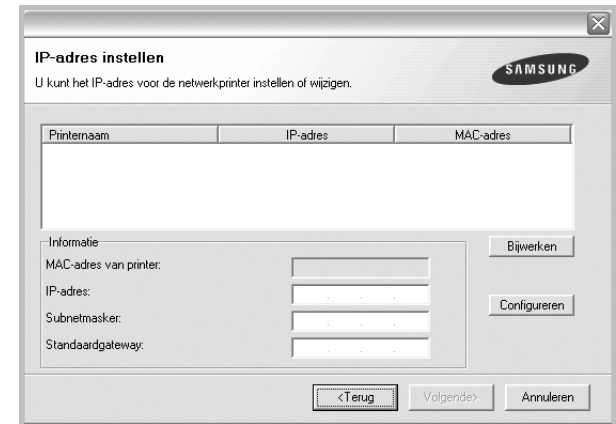 IP-adres instellen
U kunt het IP-adres voor de netwerkprinter instellen of wijzigen.
SAMSUNG
Printernaam IP-adres MAC-adres
Informatie
MAC-adres van printer:
IP-adres:
Subnetmasker:
Standaardgateway:
Bijwerken
Configureren
<Terug Volgende> Annuleren